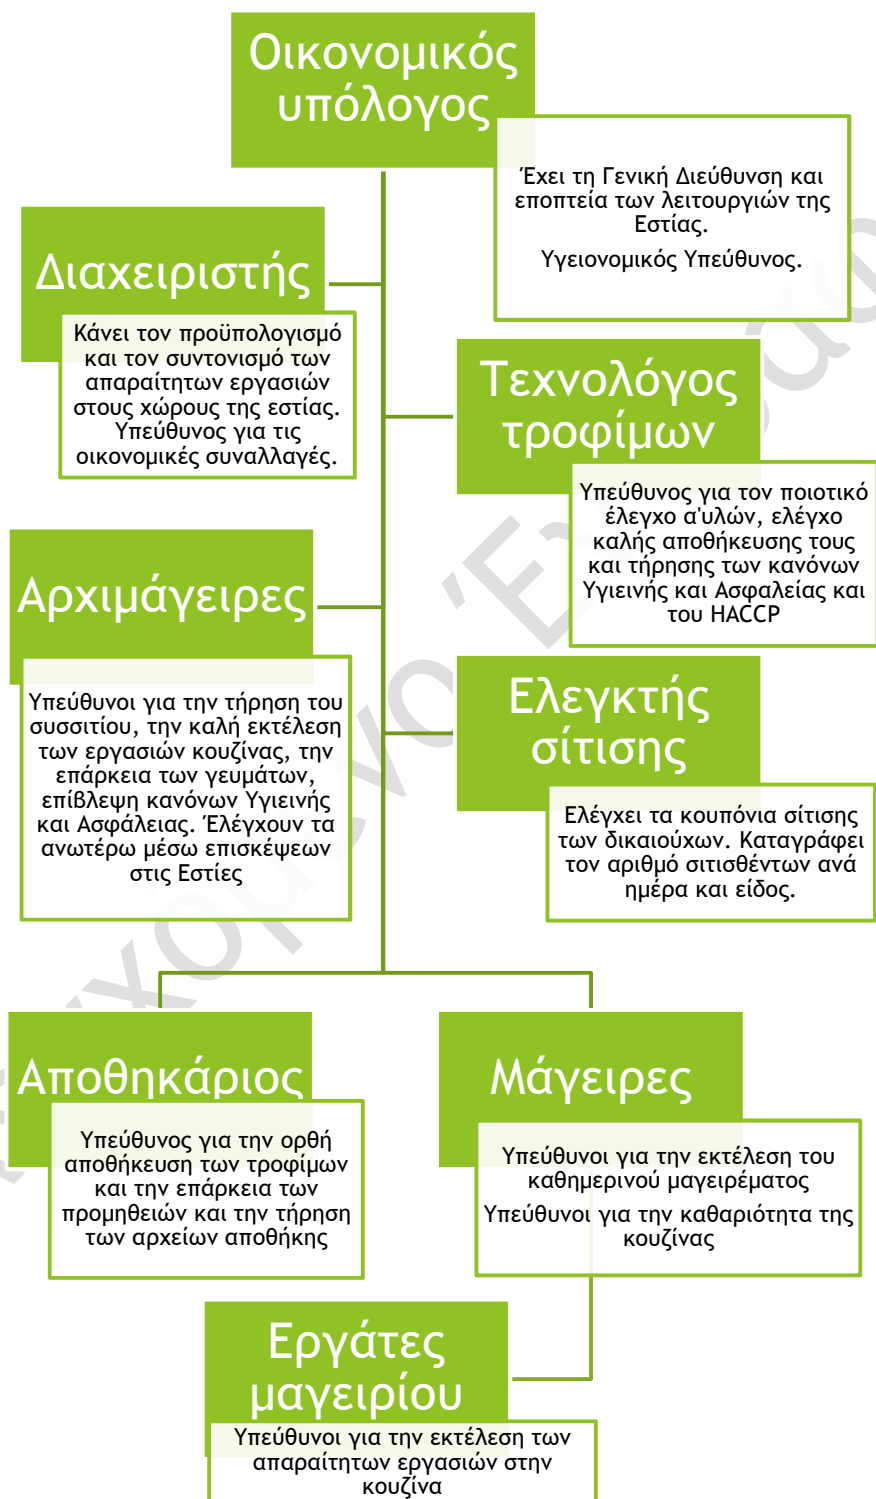 Οικονομικός
υπόλογος
Έχει τη Γενική Διεύθυνση και
εποπτεία των λειτουργιών της
Εστίας.
Υγειονομικός Υπεύθυνος.
Διαχειριστής
Κάνει τον προϋπολογισμό
και τον συντονισμό των
απαραίτητων εργασιών
στους χώρους της εστίας.
Υπεύθυνος για τις
οικονομικές συναλλαγές.
Τεχνολόγος
τροφίμων
Υπεύθυνος για τον ποιοτικό
έλεγχο α'υλών, ελέγχο
καλής αποθήκευσης τους
και τήρησης των κανόνων
Υγιεινής και Ασφαλείας και
του HACCP
Αρχιμάγειρες
Υπεύθυνοι για την τήρηση του
συσσιτίου, την καλή εκτέλεση
των εργασιών κουζίνας, την
επάρκεια των γευμάτων,
επίβλεψη κανόνων Υγιεινής
και Ασφάλειας. Έλέγχουν τα
ανωτέρω μέσω επισκέψεων
στις Εστίες
Ελεγκτής
σίτισης
Ελέγχει τα κουπόνια σίτισης
των δικαιούχων. Καταγράφει
τον αριθμό σιτισθέντων ανά
ημέρα και είδος.
Αποθηκάριος
Υπεύθυνος για την ορθή
αποθήκευση των τροφίμων
και την επάρκεια των
προμηθειών και την τήρηση
των αρχείων αποθήκης
Μάγειρες
Υπεύθυνοι για την εκτέλεση του
καθημερινού μαγειρέματος
Υπεύθυνοι για την καθαριότητα της
κουζίνας
Εργάτες
μαγειρίου
Υπεύθυνοι για την εκτέλεση των
απαραίτητων εργασιών στην
κουζίνα